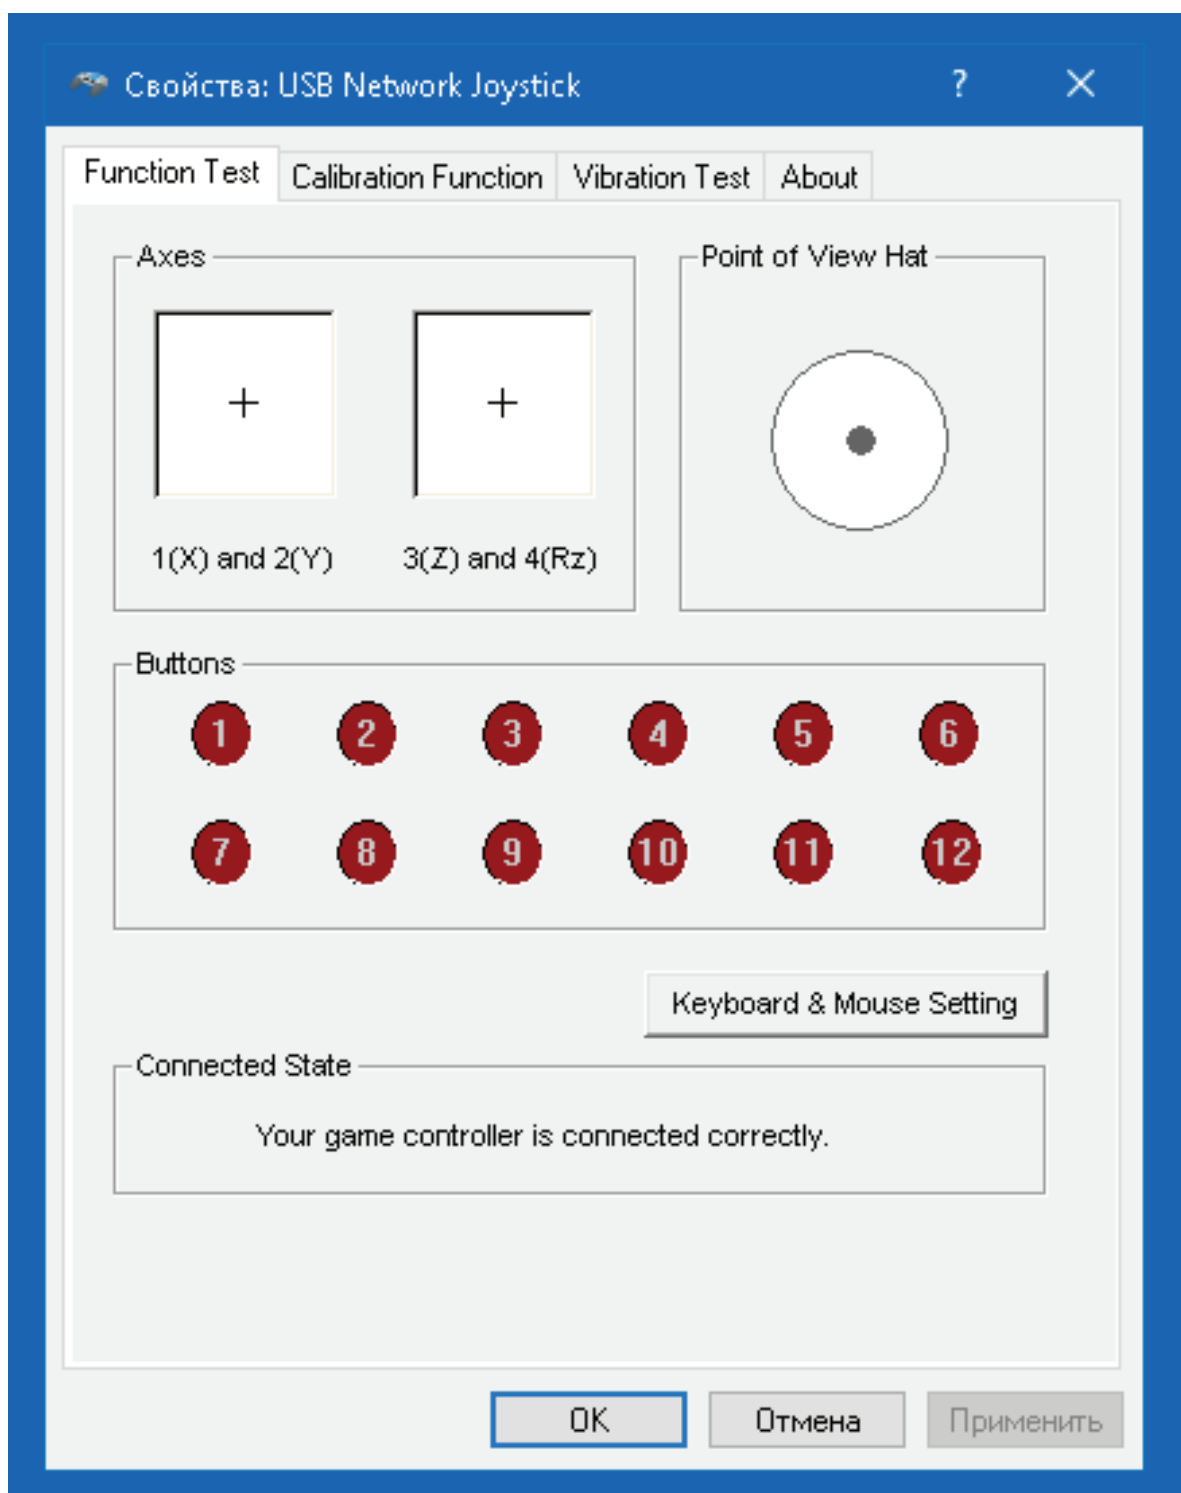 Свойства: USB Network Joystick ?
Function Test Calibration Function Vibration Test About
Axes Point of View Hat
1(X) and 2(Y) 3(Z) and 4(Rz)
Buttons
1 2 3 4 5 6
7 8 9 10 11 12
Keyboard & Mouse Setting
Connected State
Your game controller is connected correctly.
OK Отмена Применить